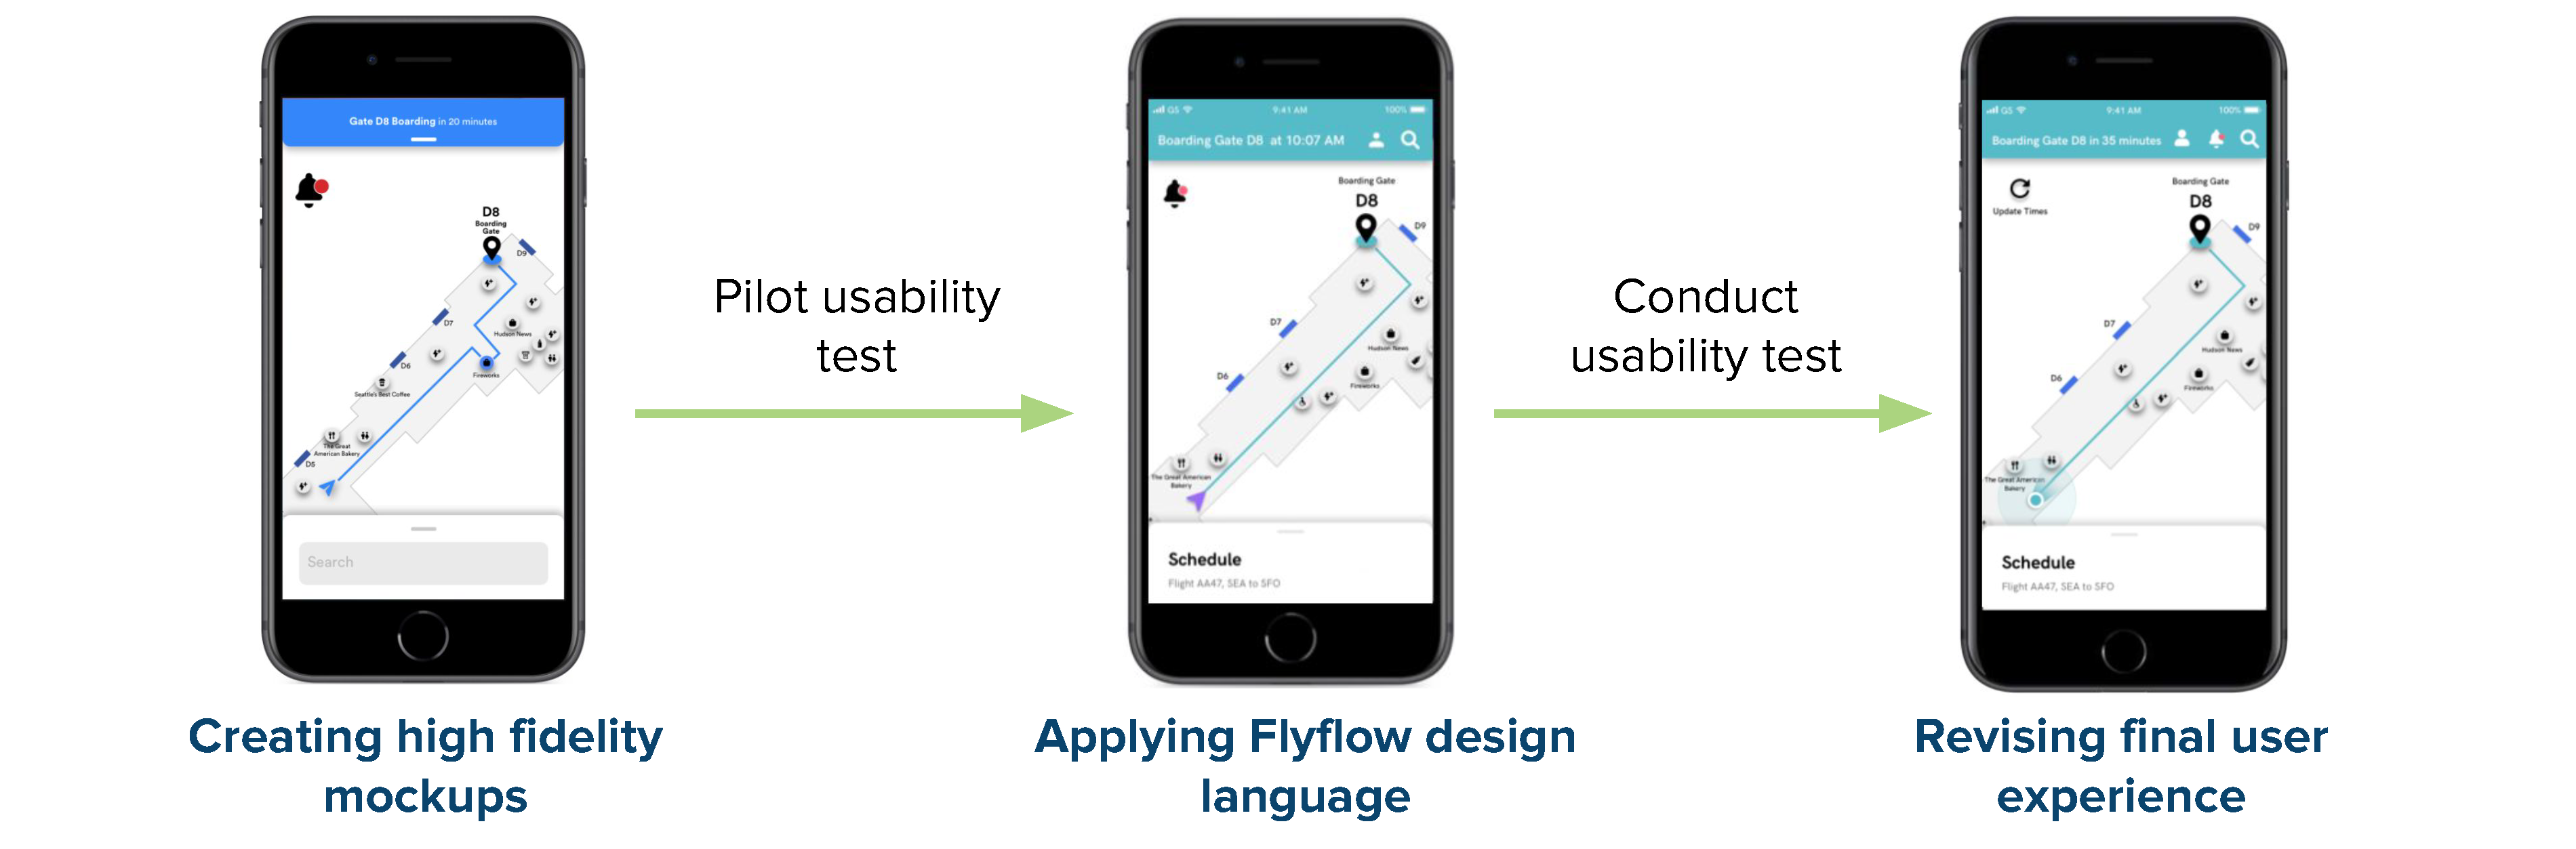 Gate D8 Boarding in 20 minutes
D8
Boarding
Gate
D9
D7
Hudson News
D6
Fireworks
Seattle's Best Coffee
The Great
American Bakery
D5
Search
Creating high fidelity
mockups
Pilot usability
test
GS 9:41 AM 100%
Boarding Gate D8 at 10:07 AM
Boarding Gate
D8
D9
D7
Hudson News
D6
Fireworks
The Great American
Bakery
Schedule
Flight AA47, SEA to SFO
Applying Flyflow design
language
Conduct
usability test
GS 9:41 AM 100%
Boarding Gate D8 in 35 minutes
Update Times
Boarding Gate
D8
D9
D7
Hudson News
D6
Fireworks
The Great American
Bakery
Schedule
Flight AA47, SEA to SFO
Revising final user
experience